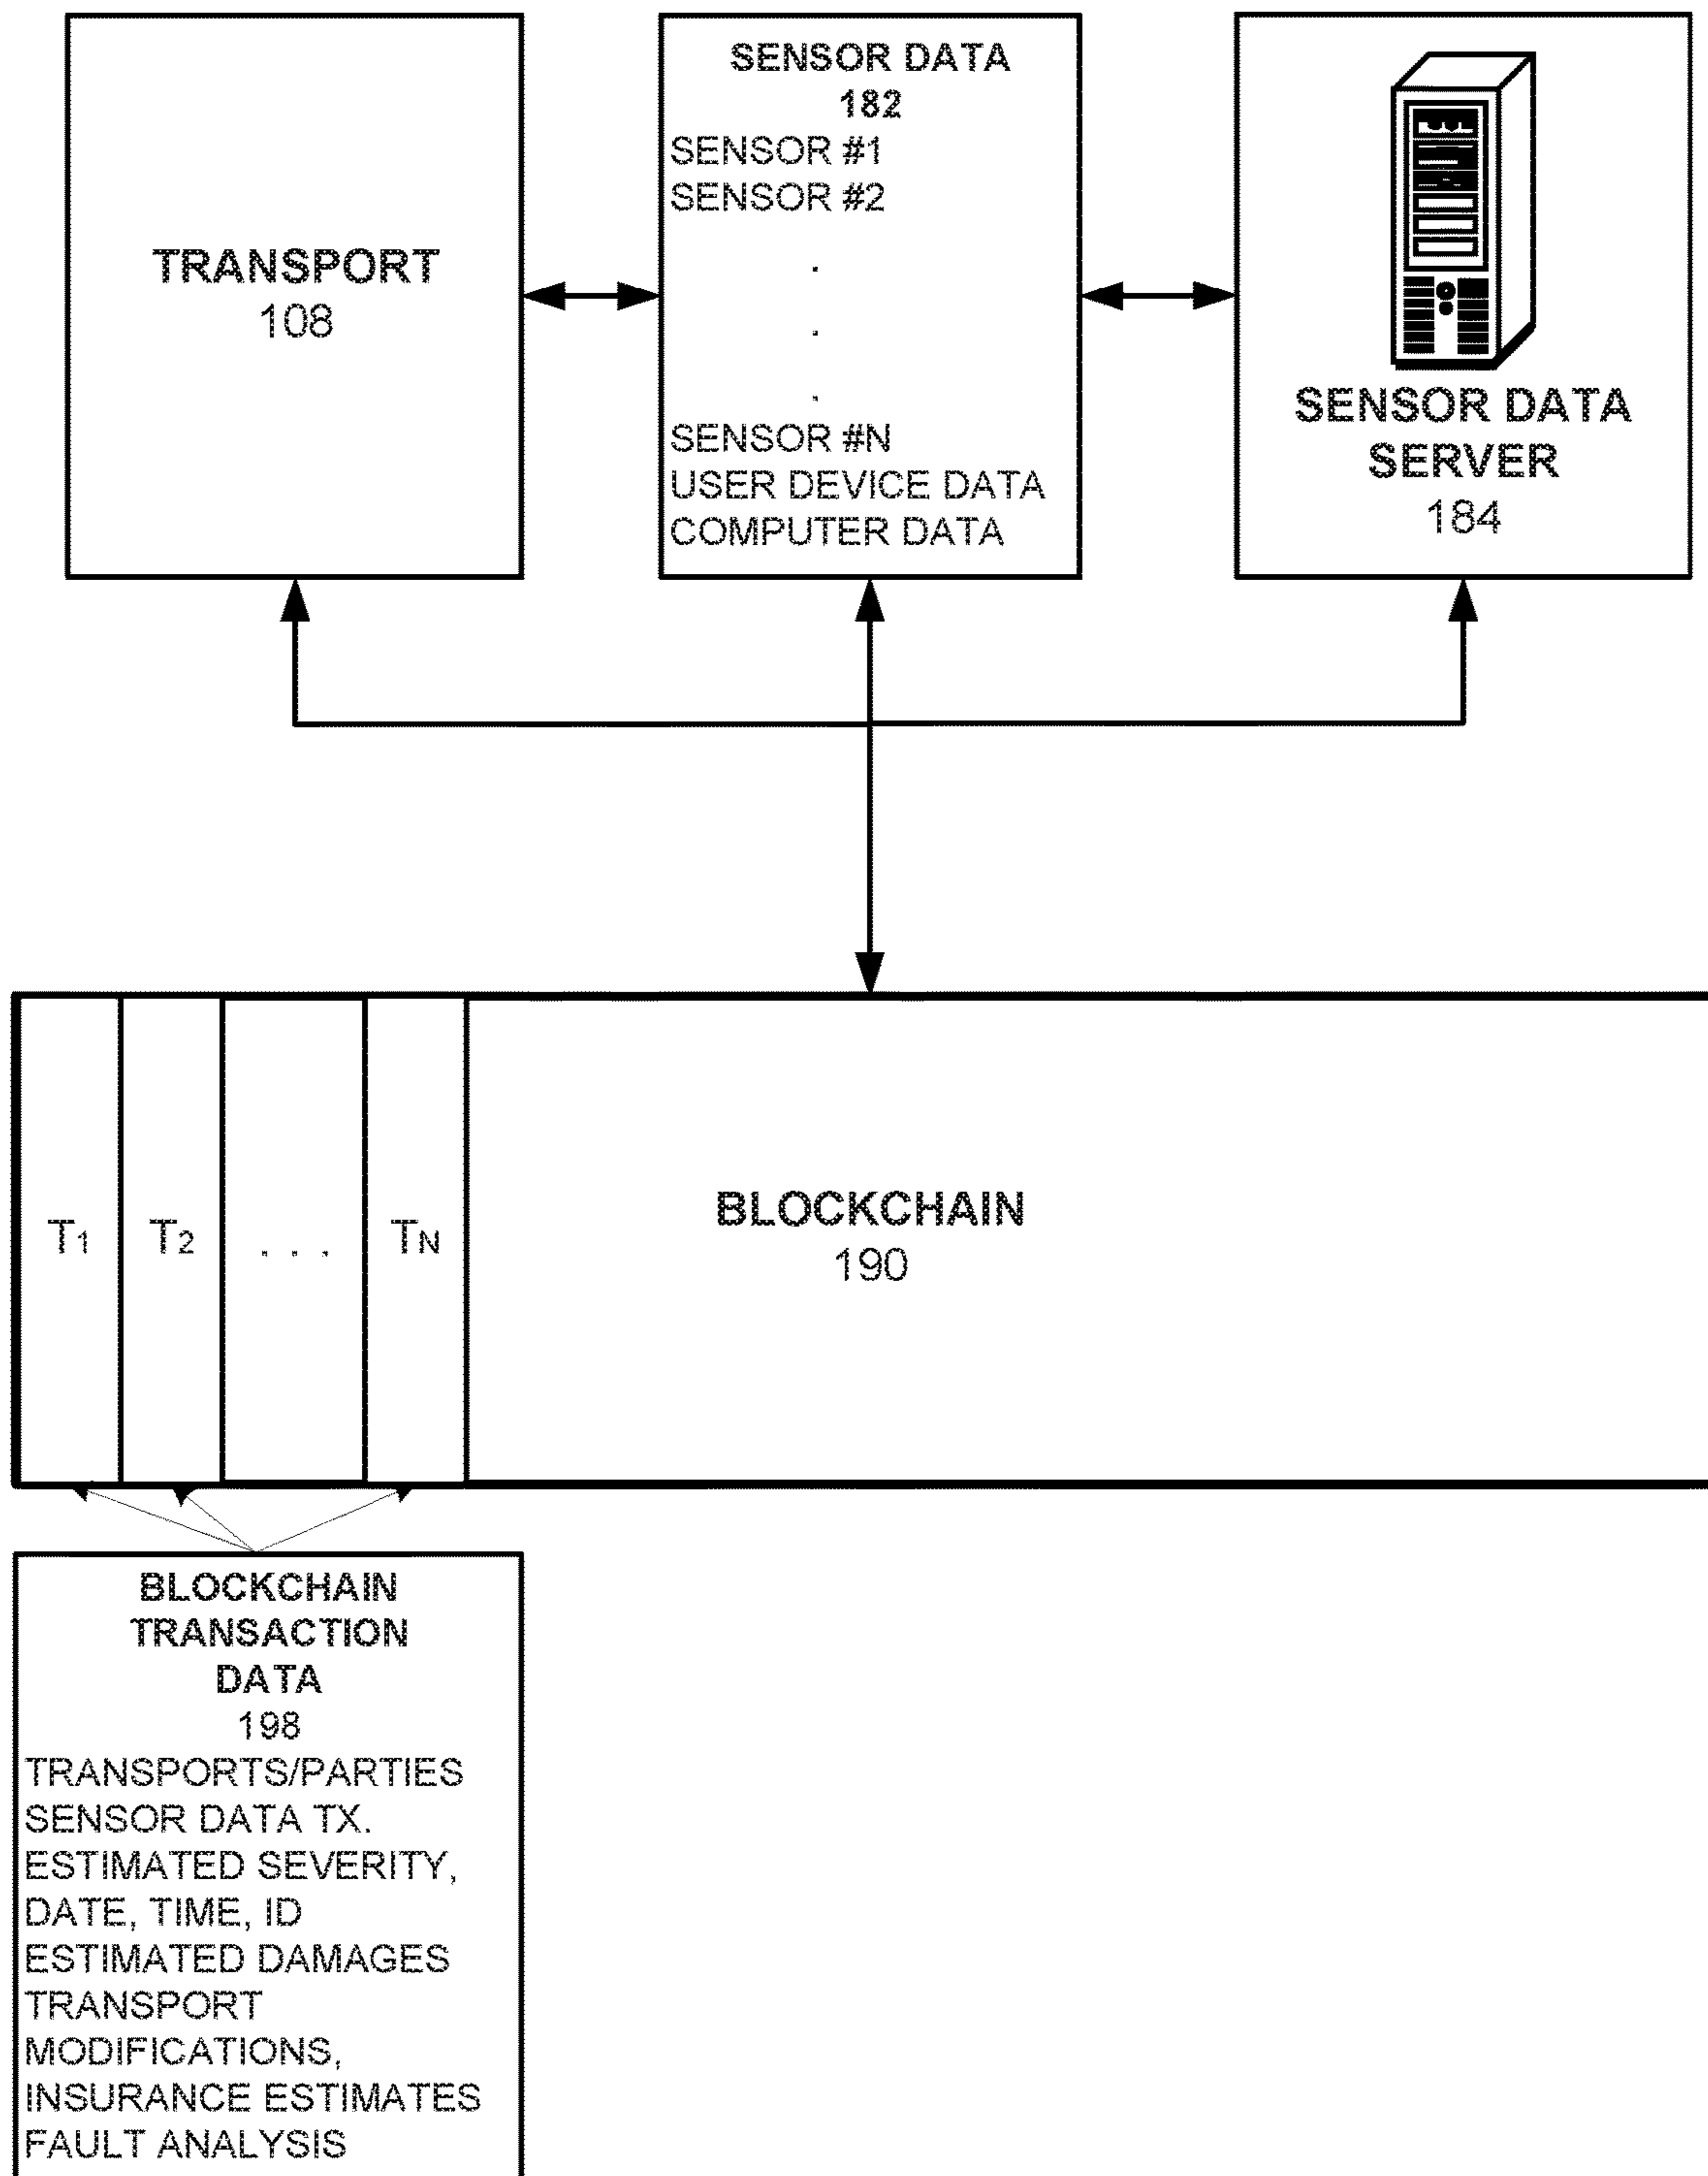 TRANSPORT
108
SENSOR DATA
182
SENSOR #1
SENSOR #2
.
.
.
SENSOR #N
USER DEVICE DATA
COMPUTER DATA
SENSOR DATA
SERVER
184
T1
T2
. . .
TN
BLOCKCHAIN
190
BLOCKCHAIN
TRANSACTION
DATA
198
TRANSPORTS/PARTIES
SENSOR DATA TX.
ESTIMATED SEVERITY,
DATE, TIME, ID
ESTIMATED DAMAGES
TRANSPORT
MODIFICATIONS,
INSURANCE ESTIMATES
FAULT ANALYSIS